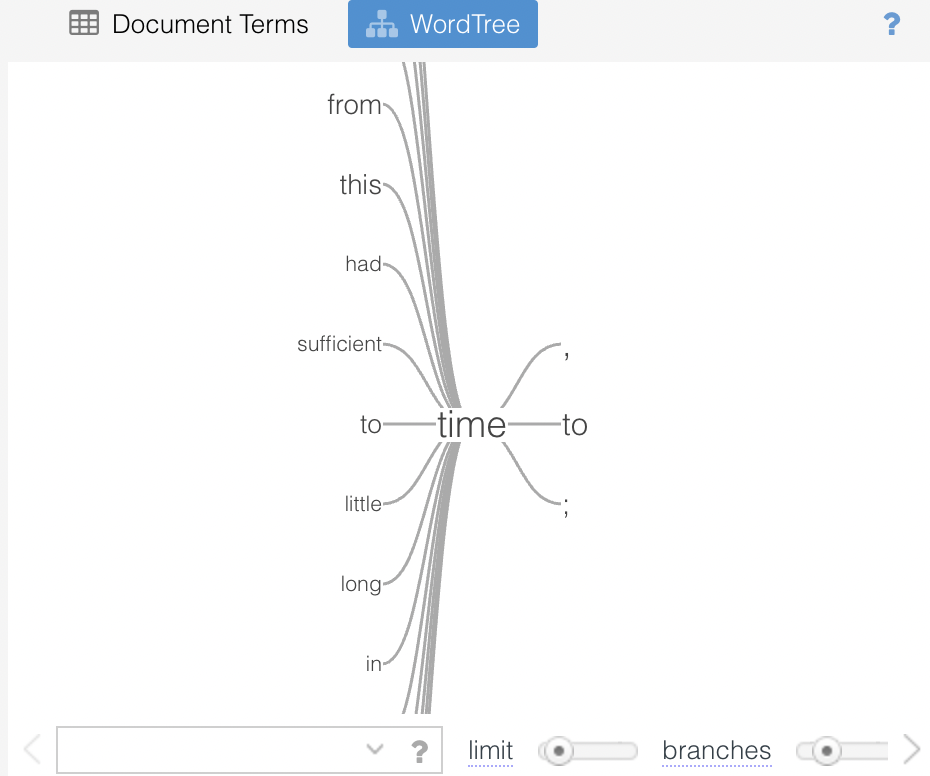 Document Terms WordTree ?
from
this
had
sufficient ,
to time to
little ;
long
in
? limit branches